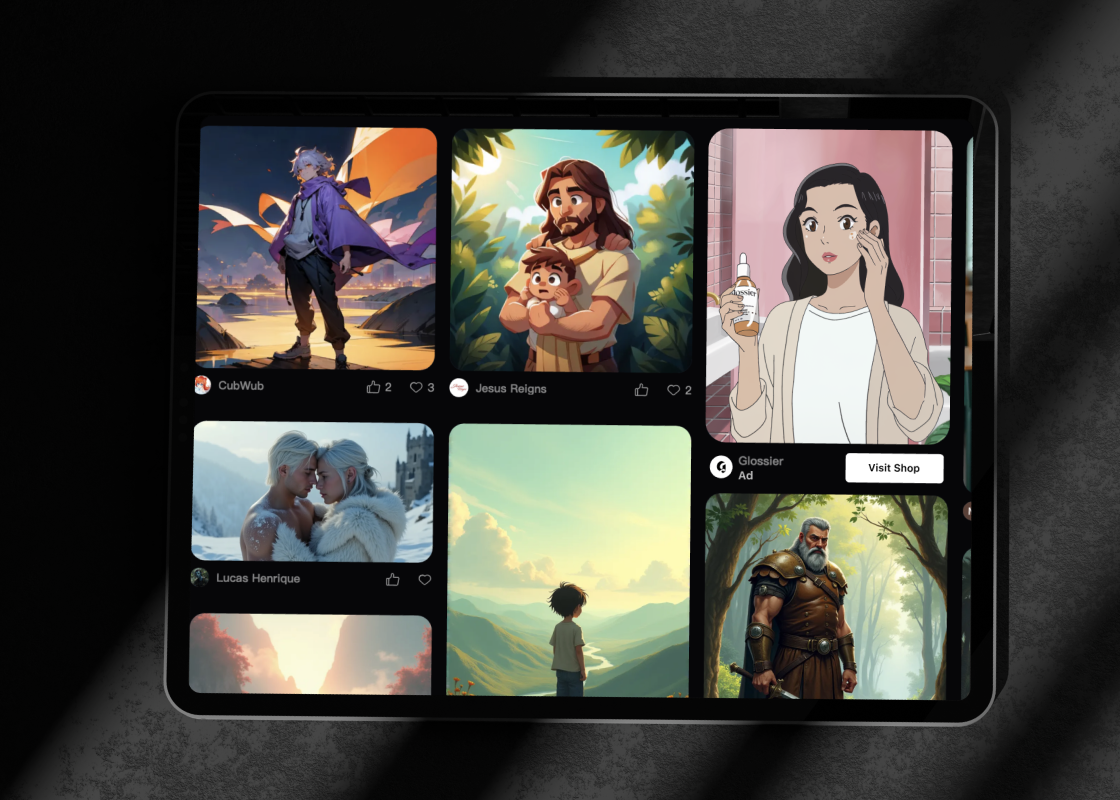 CubWub
2
3
Jesus Reigns
2
Glossier
Glossier
Ad
Visit Shop
Lucas Henrique